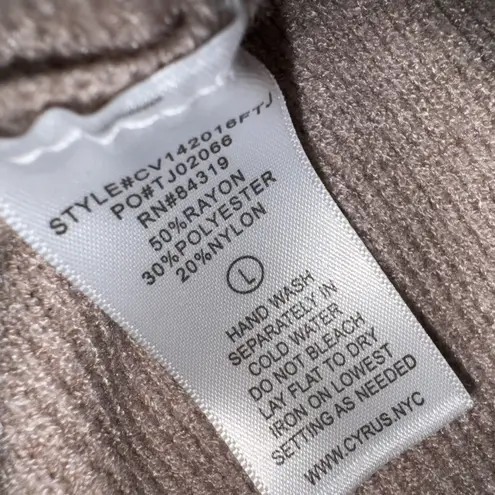 STYLE#CV142016FTJ
PO#TJ02066
RN#84319
50%RAYON
30%POLYESTER
20%NYLON
L
HAND WASH
SEPARATELY IN
COLD WATER
DO NOT BLEACH
LAY FLAT TO DRY
IRON ON LOWEST
SETTING AS NEEDED
WWW.CYRUS.NYC